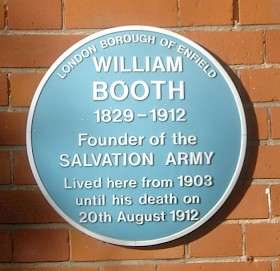 LONDON BOROUGH OF ENFIELD
WILLIAM
BOOTH
1829-1912
Founder of the
SALVATION ARMY
Lived here from 1903
until his death on
20th August 1912